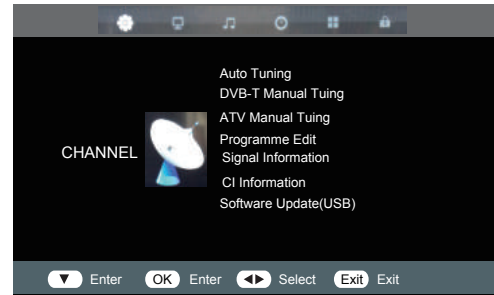 Auto Tuning
DVB-T Manual Tuing
ATV Manual Tuing
CHANNEL
Programme Edit
Signal Information
CI Information
Software Update(USB)
Enter OK Enter Select Exit Exit